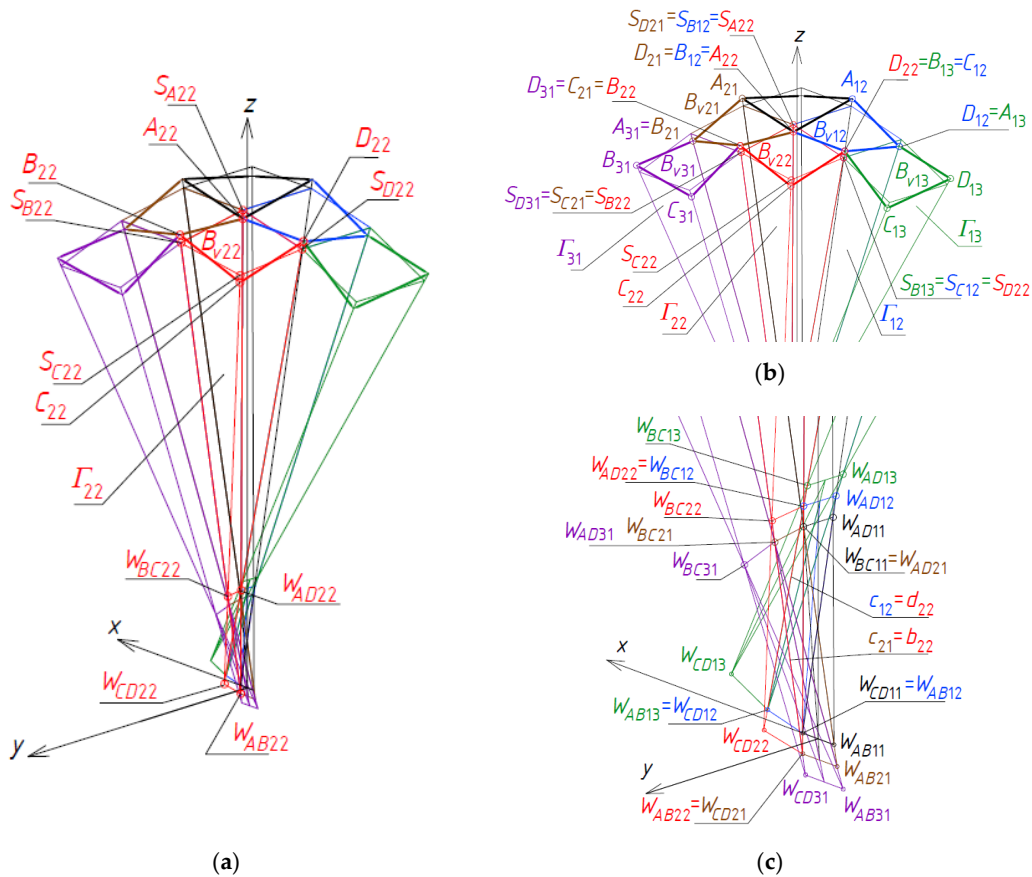 S_A22
A_22
z
D_22
B_22
S_D22
S_B22
B_v22
S_C22
C_22
Γ_22
W_BC22
W_AD22
x
W_CD22
y
W_AB22
(a)
S_D21=S_B12=S_A22
z
D_21=B_12=A_22
D_22=B_13=C_12
D_31=C_21=B_22
A_21
A_12
B_v21
D_12=A_13
A_31=B_21
B_v12
B_31
B_v31
B_v22
B_v13
D_13
S_D31=S_C21=S_B22
C_31
C_13
Γ_13
Γ_31
S_C22
C_22
S_B13=S_C12=S_D22
Γ_22
Γ_12
(b)
W_BC13
W_AD22=W_BC12
W_AD13
W_AD12
W_BC22
W_AD11
W_AD31
W_BC21
W_BC11=W_AD21
W_BC31
c_12=d_22
x
c_21=b_22
W_CD13
W_CD11=W_AB12
W_AB13=W_CD12
W_CD22
W_AB11
y
W_AB21
W_CD31
W_AB22=W_CD21
W_AB31
(c)